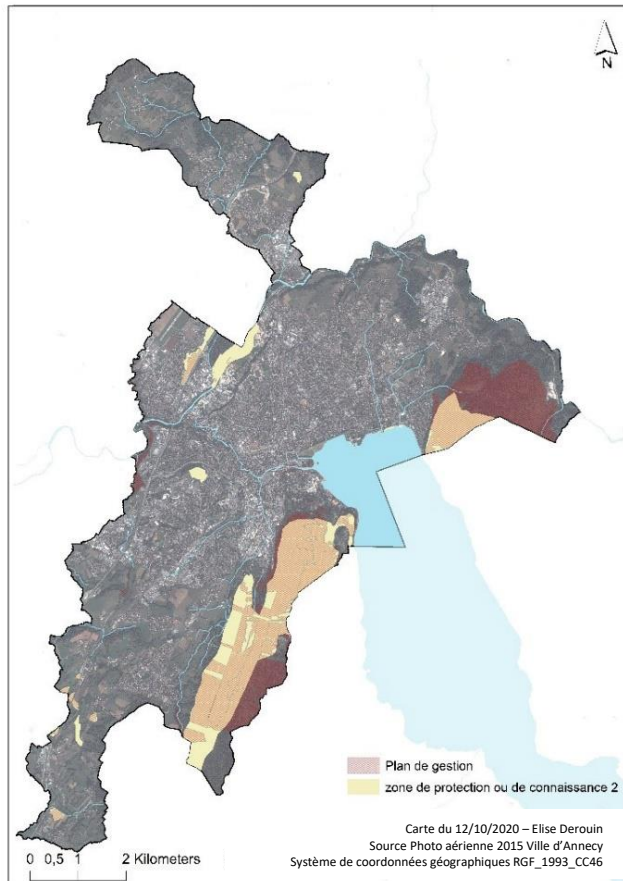 N
Plan de gestion
zone de protection ou de connaissance 2
Carte du 12/10/2020 – Elise Derouin
Source Photo aérienne 2015 Ville d'Annecy
Système de coordonnées géographiques RGF_1993_CC46
0 0,5 1 2 Kilometers